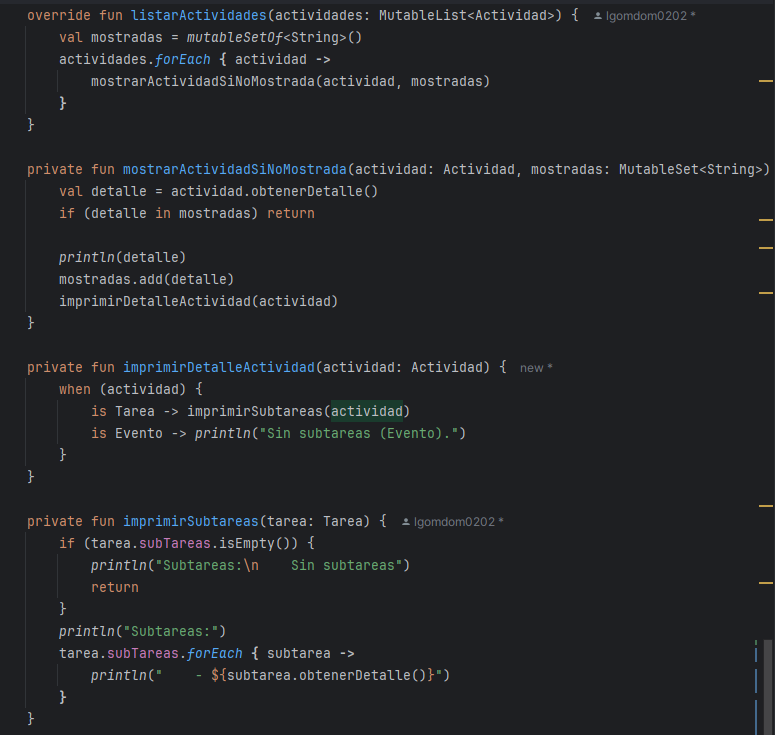 override fun listarActividades(actividades: MutableList<Actividad>) { lgomdom0202 *
    val mostradas = mutableSetOf<String>()
    actividades.forEach { actividad ->
        mostrarActividadSiNoMostrada(actividad, mostradas)
    }
}

private fun mostrarActividadSiNoMostrada(actividad: Actividad, mostradas: MutableSet<String>)
    val detalle = actividad.obtenerDetalle()
    if (detalle in mostradas) return

    println(detalle)
    mostradas.add(detalle)
    imprimirDetalleActividad(actividad)
}

private fun imprimirDetalleActividad(actividad: Actividad) { new *
    when (actividad) {
        is Tarea -> imprimirSubtareas(actividad)
        is Evento -> println("Sin subtareas (Evento).")
    }
}

private fun imprimirSubtareas(tarea: Tarea) { lgomdom0202 *
    if (tarea.subTareas.isEmpty()) {
        println("Subtareas:\n    Sin subtareas")
        return
    }
    println("Subtareas:")
    tarea.subTareas.forEach { subtarea ->
        println("    - ${subtarea.obtenerDetalle()}")
    }
}